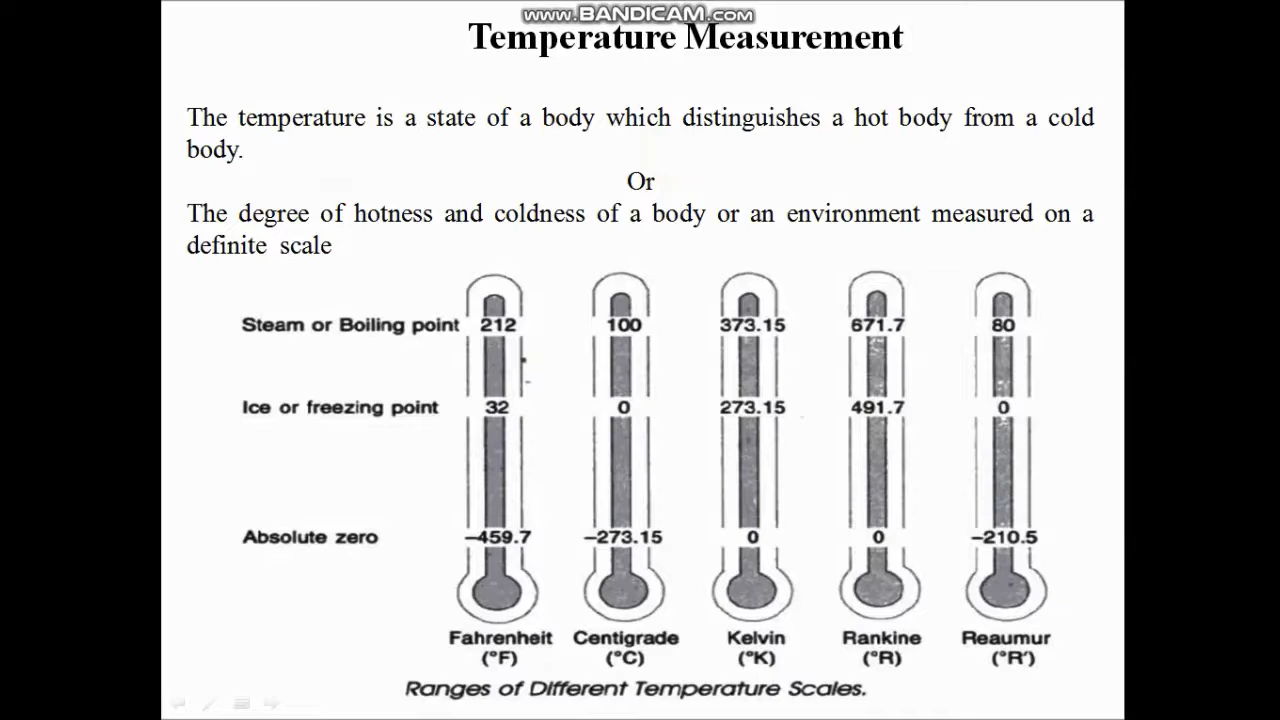 www.BANDICAM.com
Temperature Measurement
The temperature is a state of a body which distinguishes a hot body from a cold
body.
Or
The degree of hotness and coldness of a body or an environment measured on a
definite scale
Steam or Boiling point 212 100 373.15 671.7 80
Ice or freezing point 32 0 273.15 491.7 0
Absolute zero –459.7 –273.15 0 0 –210.5
Fahrenheit Centigrade Kelvin Rankine Reaumur
(°F) (°C) (°K) (°R) (°R')
Ranges of Different Temperature Scales.